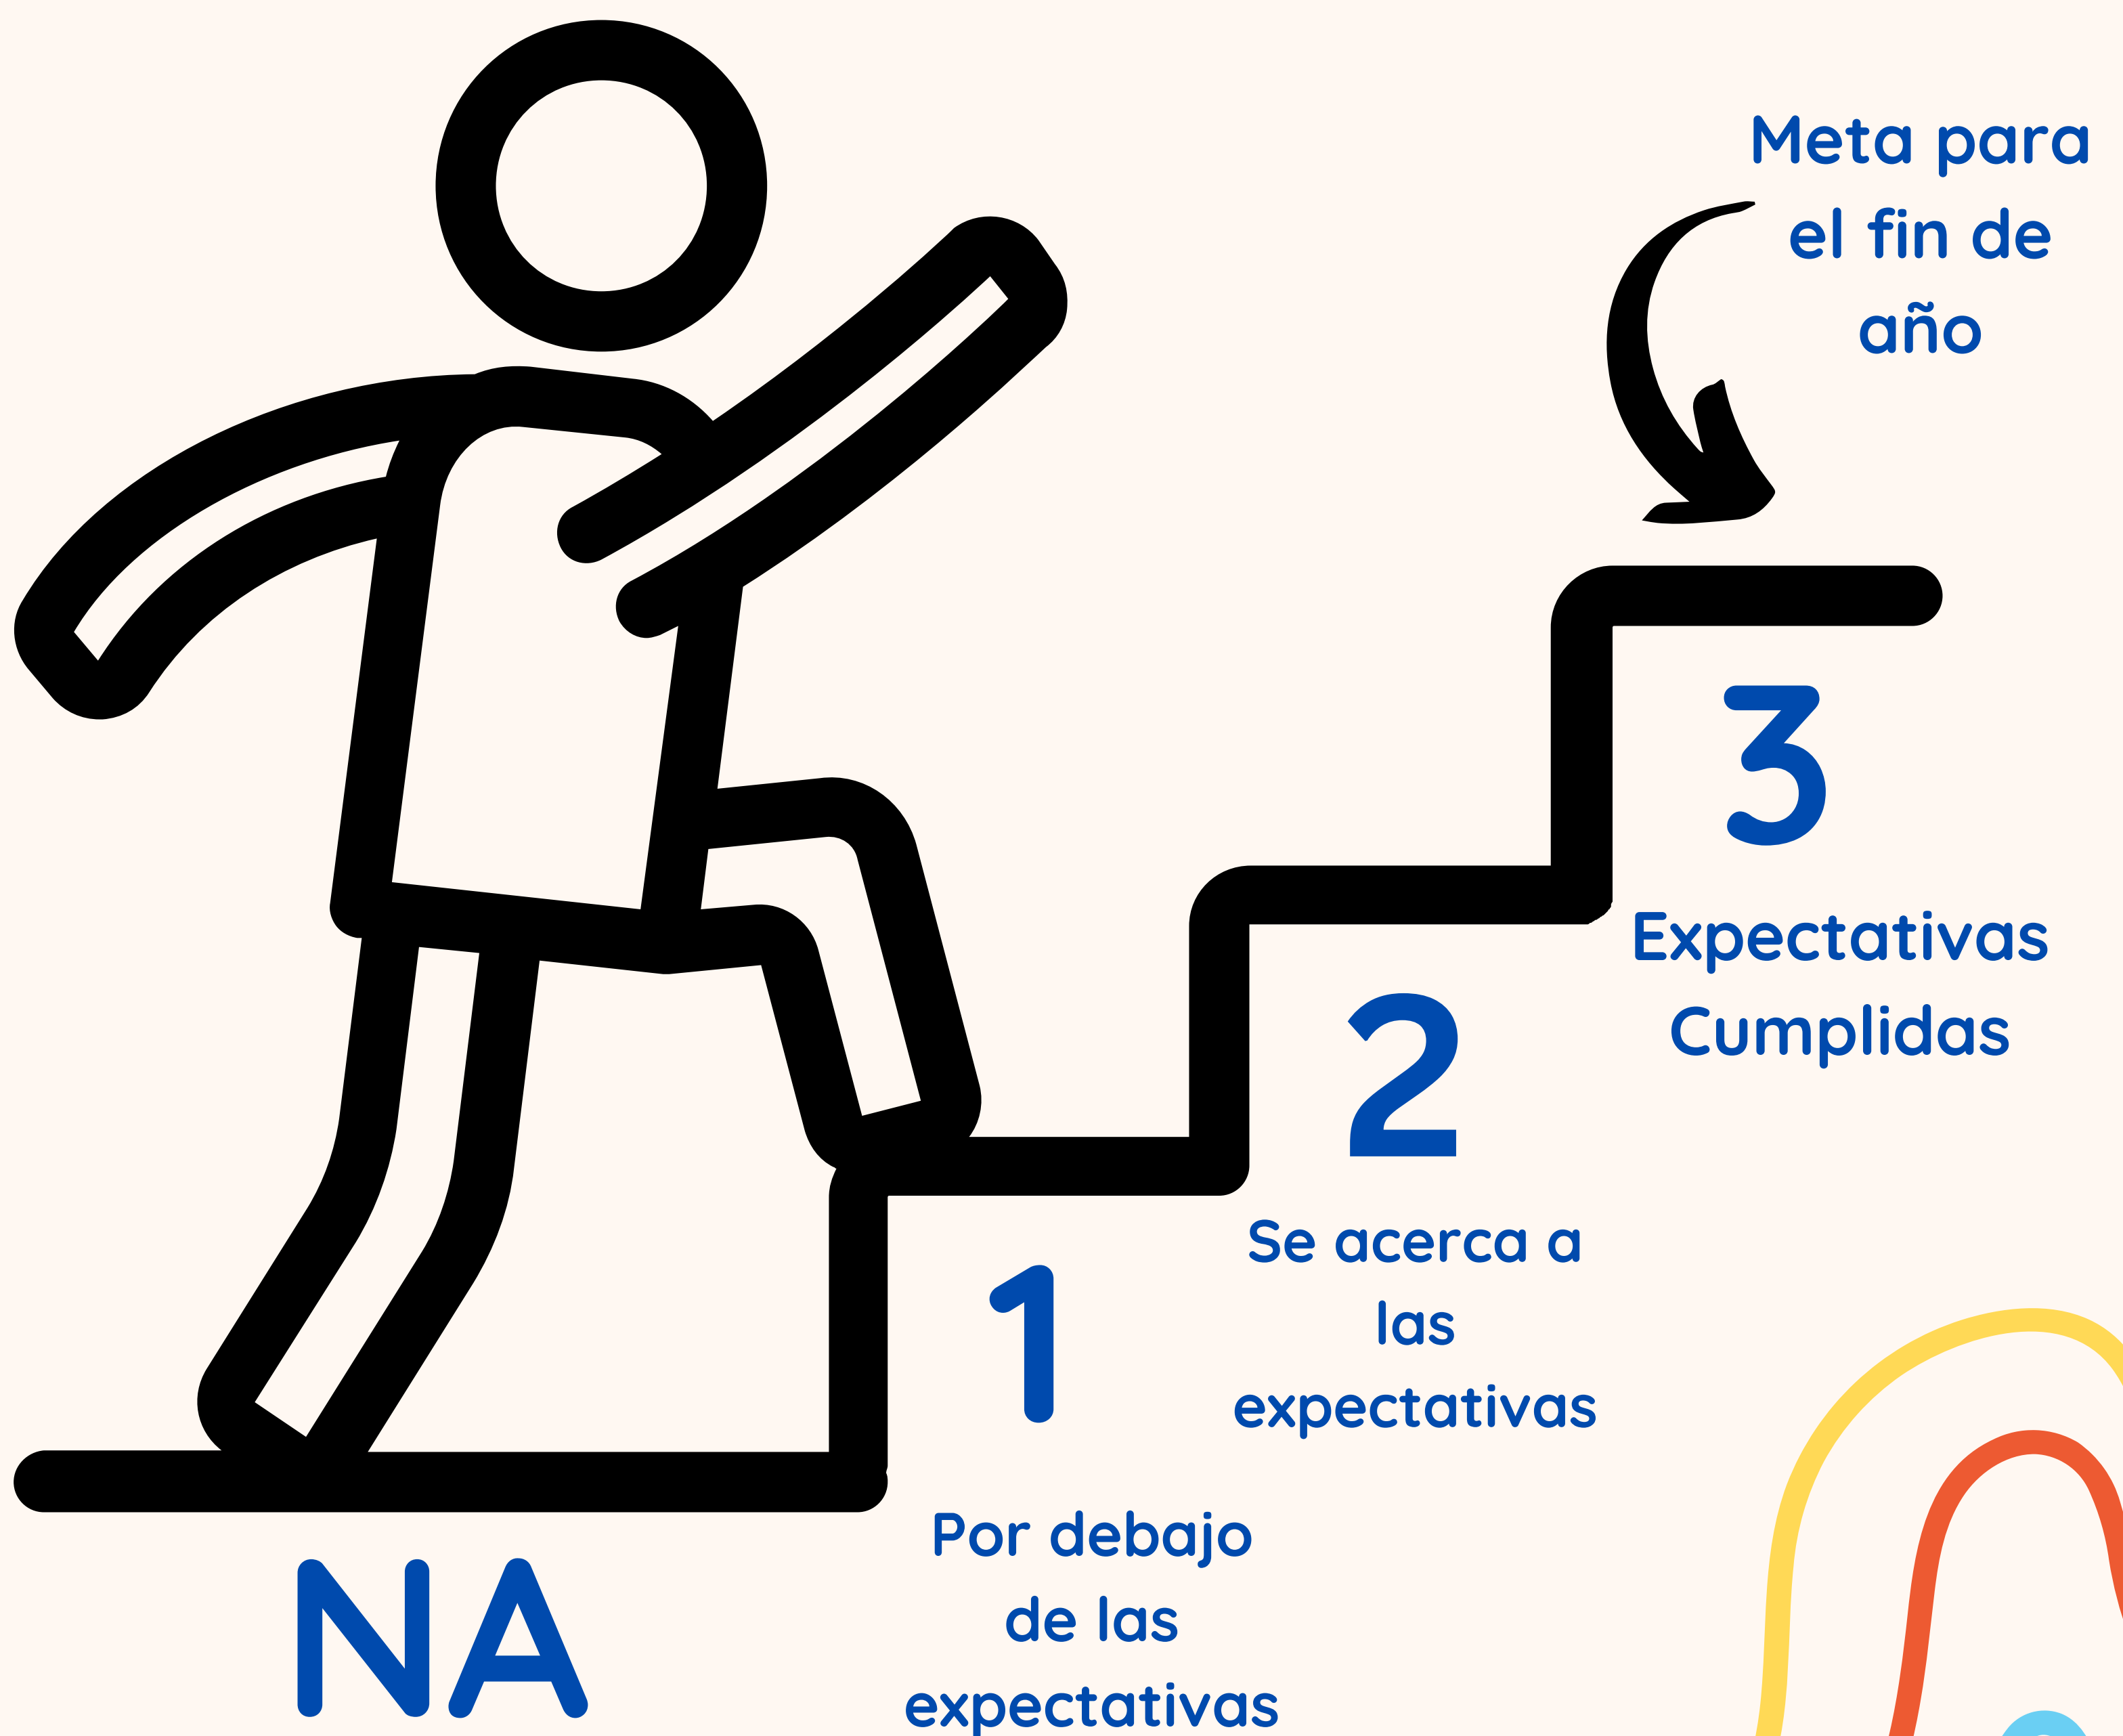 Meta para
el fin de
año
3
Expectativas
Cumplidas
2
Se acerca a
las
expectativas
1
Por debajo
de las
expectativas
NA